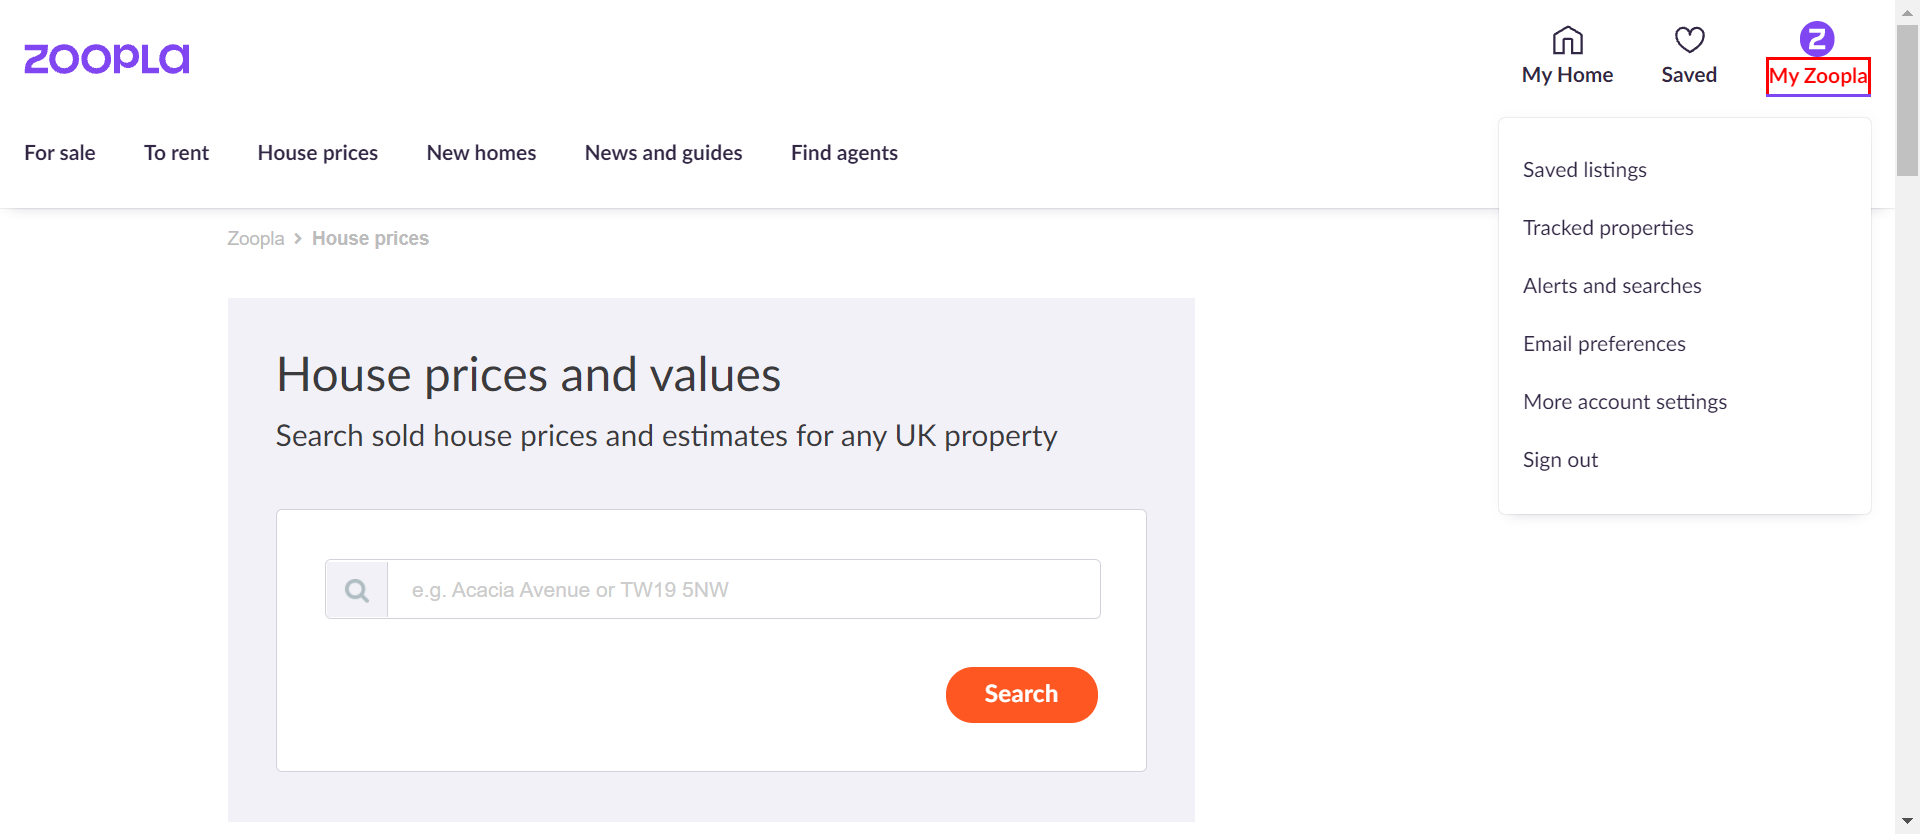 ZOOPLA
My Home
Saved
Z
My Zoopla
For sale
To rent
House prices
New homes
News and guides
Find agents
Saved listings
Tracked properties
Alerts and searches
Email preferences
More account settings
Sign out
Zoopla > House prices
House prices and values
Search sold house prices and estimates for any UK property
e.g. Acacia Avenue or TW19 5NW
Search